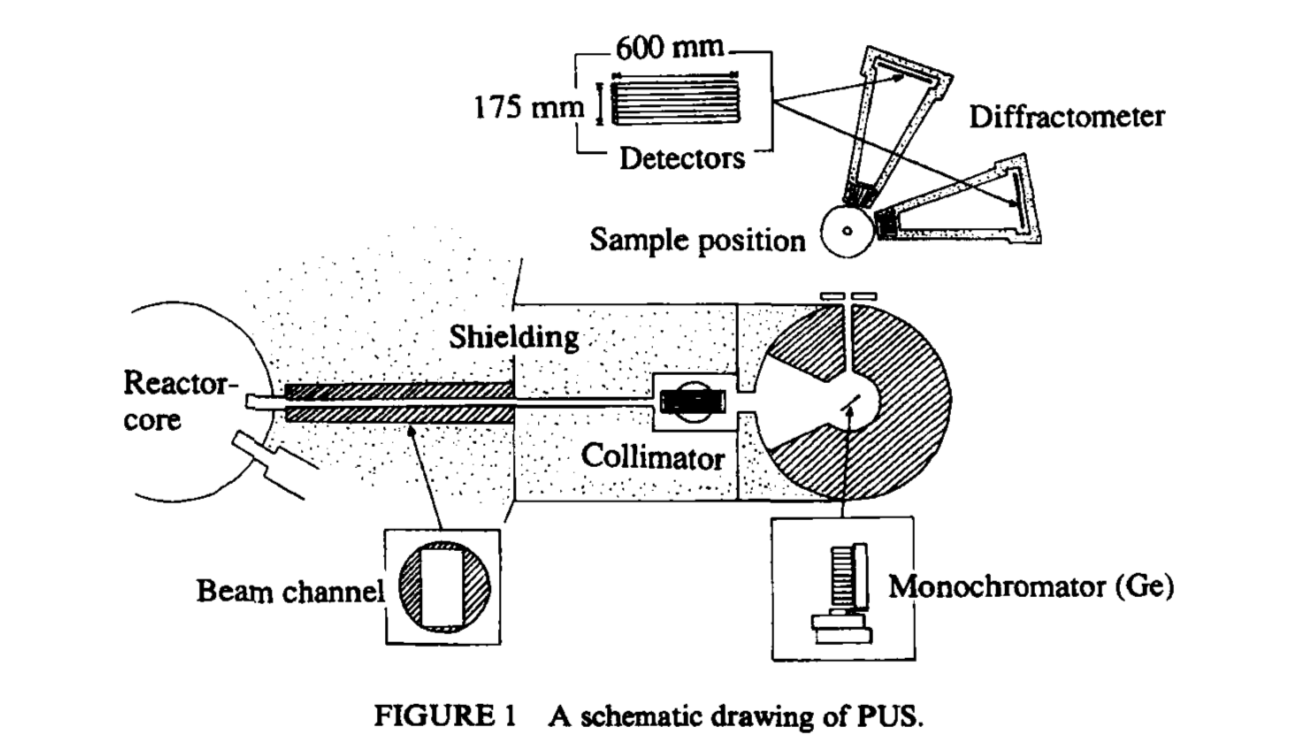 600 mm
175 mm
Detectors
Diffractometer
Sample position
Shielding
Reactor-
core
Collimator
Beam channel
Monochromator (Ge)
FIGURE 1 A schematic drawing of PUS.